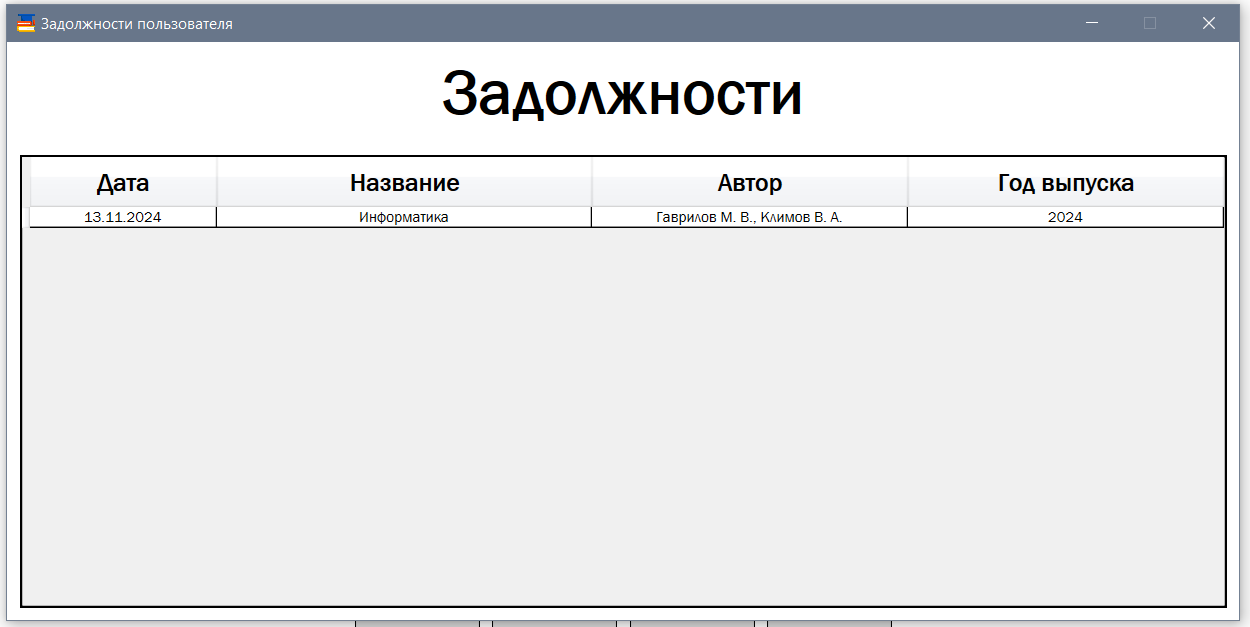 Задолжности пользователя
Задолжности
Дата Название Автор Год выпуска
13.11.2024 Информатика Гаврилов М. В., Климов В. А. 2024